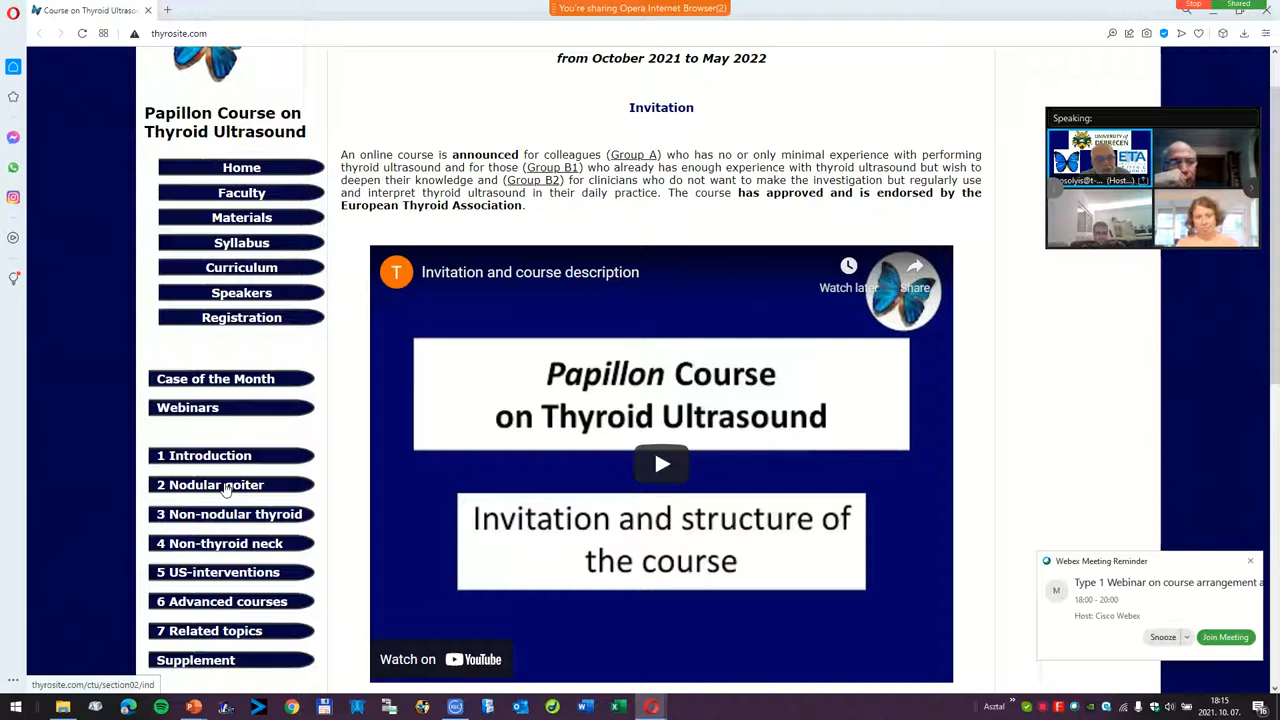 You're sharing Opera Internet Browser(2)
Stop
Shared
Course on Thyroid Ultrasou
thyrosite.com
from October 2021 to May 2022
Invitation
Papillon Course on
Thyroid Ultrasound
Home
Faculty
Materials
Syllabus
Curriculum
Speakers
Registration
Case of the Month
Webinars
1 Introduction
2 Nodular goiter
3 Non-nodular thyroid
4 Non-thyroid neck
5 US-interventions
6 Advanced courses
7 Related topics
Supplement
An online course is announced for colleagues (Group A) who has no or only minimal experience with performing
thyroid ultrasound and for those (Group B1) who already has enough experience with thyroid ultrasound but wish to
deepen their knowledge and (Group B2) for clinicians who do not want to make the investigation but regularly use
and interpret thyroid ultrasound in their daily practice. The course has approved and is endorsed by the
European Thyroid Association.
T
Invitation and course description
Watch later
Share
Papillon Course
on Thyroid Ultrasound
Invitation and structure of
the course
Watch on YouTube
Speaking:
UNIVERSITY OF
DEBRECEN
ETA
(Host...
Webex Meeting Reminder
M
Type 1 Webinar on course arrangement a
18:00 - 20:00
Host: Cisco Webex
Snooze
Join Meeting
thyrosite.com/ctu/section02/ind
Asztal
18:15
2021. 10. 07.